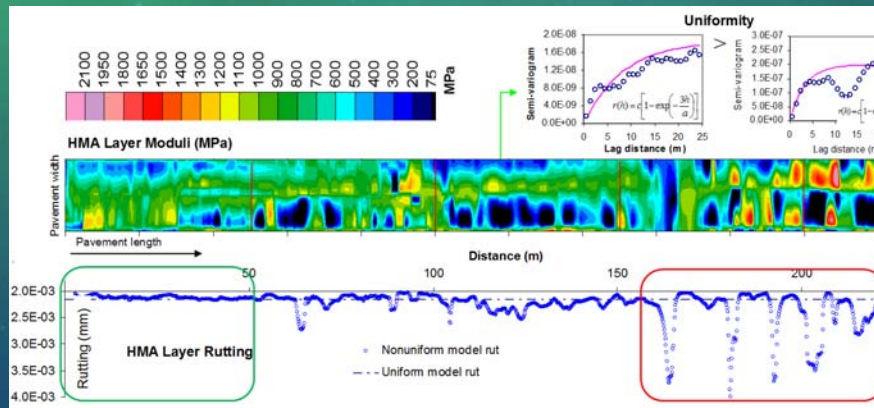 Uniformity
>
2100
1950
1800
1600
1500
1400
1300
1200
1100
1000
900
800
700
600
500
400
300
200
75
MPa
Semi-variogram
2.0E-08
1.6E-08
1.2E-08
8.0E-09
4.0E-09
0.0E+00
0 5 10 15 20 25
Lag distance (m)
r(h)=c[1-exp(-3h/a)]
Semi-variogram
3.0E-07
2.5E-07
2.0E-07
1.5E-07
1.0E-07
5.0E-08
0.0E+00
0 5 10 15
Lag distance (m
HMA Layer Moduli (MPa)
Pavement width
Pavement length
Distance (m)
50 100 150 200
2.0E-03
2.5E-03
3.0E-03
3.5E-03
4.0E-03
Rutting (mm)
HMA Layer Rutting
Nonuniform model rut
Uniform model rut